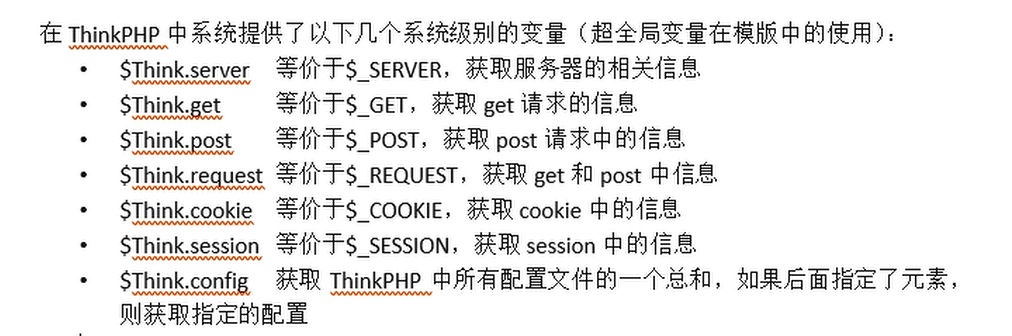 在 ThinkPHP 中系统提供了以下几个系统级别的变量（超全局变量在模版中的使用）：
• $Think.server 等价于$_SERVER，获取服务器的相关信息
• $Think.get 等价于$_GET，获取 get 请求的信息
• $Think.post 等价于$_POST，获取 post 请求中的信息
• $Think.request 等价于$_REQUEST，获取 get 和 post 中信息
• $Think.cookie 等价于$_COOKIE，获取 cookie 中的信息
• $Think.session 等价于$_SESSION，获取 session 中的信息
• $Think.config 获取 ThinkPHP 中所有配置文件的一个总和，如果后面指定了元素，
则获取指定的配置